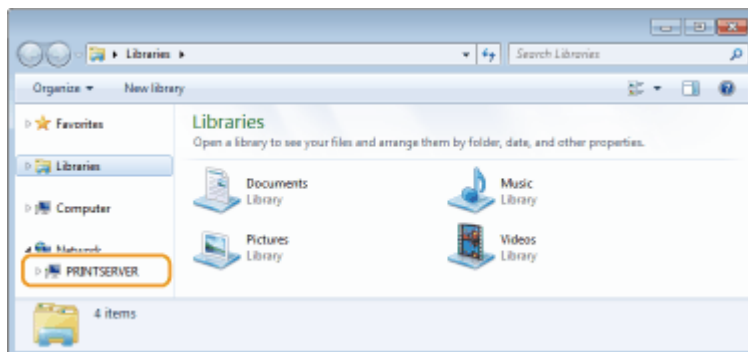 Libraries
Search Libraries
Organize
New library
Favorites
Libraries
Computer
Network
PRINTSERVER
Libraries
Open a library to see your files and arrange them by folder, date, and other properties.
Documents
Library
Music
Library
Pictures
Library
Videos
Library
4 items